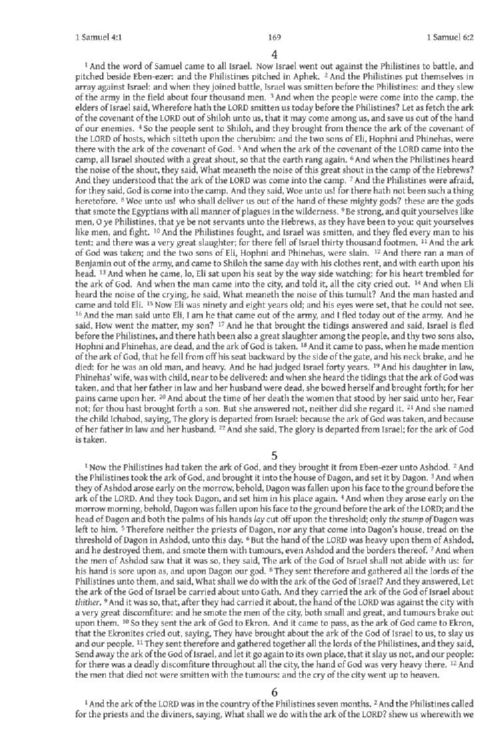 1 Samuel 4:1 169 1 Samuel 6:2
4
1 And the word of Samuel came to all Israel. Now Israel went out against the Philistines to battle, and
pitched beside Eben-ezer: and the Philistines pitched in Aphek. 2 And the Philistines put themselves in
array against Israel: and when they joined battle, Israel was smitten before the Philistines: and they slew
of the army in the field about four thousand men. 3 And when the people were come into the camp, the
elders of Israel said, Wherefore hath the LORD smitten us today before the Philistines? Let us fetch the ark
of the covenant of the LORD out of Shiloh unto us, that it may come among us, and save us out of the hand
of our enemies. 4 So the people sent to Shiloh, and they brought from thence the ark of the covenant of
the LORD of hosts, which sitteth upon the cherubim: and the two sons of Eli, Hophni and Phinehas, were
there with the ark of the covenant of God. 5 And when the ark of the covenant of the LORD came into the
camp, all Israel shouted with a great shout, so that the earth rang again. 6 And when the Philistines heard
the noise of the shout, they said, What meaneth the noise of this great shout in the camp of the Hebrews?
And they understood that the ark of the LORD was come into the camp. 7 And the Philistines were afraid,
for they said, God is come into the camp. And they said, Woe unto us! for there hath not been such a thing
heretofore. 8 Woe unto us! who shall deliver us out of the hand of these mighty gods? these are the gods
that smote the Egyptians with all manner of plagues in the wilderness. 9 Be strong, and quit yourselves like
men, O ye Philistines, that ye be not servants unto the Hebrews, as they have been to you: quit yourselves
like men, and fight. 10 And the Philistines fought, and Israel was smitten, and they fled every man to his
tent: and there was a very great slaughter; for there fell of Israel thirty thousand footmen. 11 And the ark
of God was taken; and the two sons of Eli, Hophni and Phinehas, were slain. 12 And there ran a man of
Benjamin out of the army, and came to Shiloh the same day with his clothes rent, and with earth upon his
head. 13 And when he came, lo, Eli sat upon his seat by the way side watching: for his heart trembled for
the ark of God. And when the man came into the city, and told it, all the city cried out. 14 And when Eli
heard the noise of the crying, he said, What meaneth the noise of this tumult? And the man hasted and
came and told Eli. 15 Now Eli was ninety and eight years old; and his eyes were set, that he could not see.
16 And the man said unto Eli, I am he that came out of the army, and I fled today out of the army. And he
said, How went the matter, my son? 17 And he that brought the tidings answered and said, Israel is fled
before the Philistines, and there hath been also a great slaughter among the people, and thy two sons also,
Hophni and Phinehas, are dead, and the ark of God is taken. 18 And it came to pass, when he made mention
of the ark of God, that he fell from off his seat backward by the side of the gate, and his neck brake, and he
died: for he was an old man, and heavy. And he had judged Israel forty years. 19 And his daughter in law,
Phinehas' wife, was with child, near to be delivered: and when she heard the tidings that the ark of God was
taken, and that her father in law and her husband were dead, she bowed herself and brought forth; for her
pains came upon her. 20 And about the time of her death the women that stood by her said unto her, Fear
not; for thou hast brought forth a son. But she answered not, neither did she regard it. 21 And she named
the child Ichabod, saying, The glory is departed from Israel: because the ark of God was taken, and because
of her father in law and her husband. 22 And she said, The glory is departed from Israel; for the ark of God
is taken.
5
1 Now the Philistines had taken the ark of God, and they brought it from Eben-ezer unto Ashdod. 2 And
the Philistines took the ark of God, and brought it into the house of Dagon, and set it by Dagon. 3 And when
they of Ashdod arose early on the morrow, behold, Dagon was fallen upon his face to the ground before the
ark of the LORD. And they took Dagon, and set him in his place again. 4 And when they arose early on the
morrow morning, behold, Dagon was fallen upon his face to the ground before the ark of the LORD; and the
head of Dagon and both the palms of his hands lay cut off upon the threshold; only the stump of Dagon was
left to him. 5 Therefore neither the priests of Dagon, nor any that come into Dagon's house, tread on the
threshold of Dagon in Ashdod, unto this day. 6 But the hand of the LORD was heavy upon them of Ashdod,
and he destroyed them, and smote them with tumours, even Ashdod and the borders thereof. 7 And when
the men of Ashdod saw that it was so, they said, The ark of God of Israel shall not abide with us: for
his hand is sore upon us, and upon Dagon our god. 8 They sent therefore and gathered all the lords of the
Philistines unto them, and said, What shall we do with the ark of the God of Israel? And they answered, Let
the ark of the God of Israel be carried about unto Gath. And they carried the ark of the God of Israel about
thither. 9 And it was so, that, after they had carried it about, the hand of the LORD was against the city with
a very great discomfiture: and he smote the men of the city, both small and great, and tumours brake out
upon them. 10 So they sent the ark of God to Ekron. And it came to pass, as the ark of God came to Ekron,
that the Ekronites cried out, saying, They have brought about the ark of the God of Israel to us, to slay us
and our people. 11 They sent therefore and gathered together all the lords of the Philistines, and they said,
Send away the ark of the God of Israel, and let it go again to its own place, that it slay us not, and our people:
for there was a deadly discomfiture throughout all the city, the hand of God was very heavy there. 12 And
the men that died not were smitten with the tumours: and the cry of the city went up to heaven.
6
1 And the ark of the LORD was in the country of the Philistines seven months. 2 And the Philistines called
for the priests and the diviners, saying, What shall we do with the ark of the LORD? shew us wherewith we